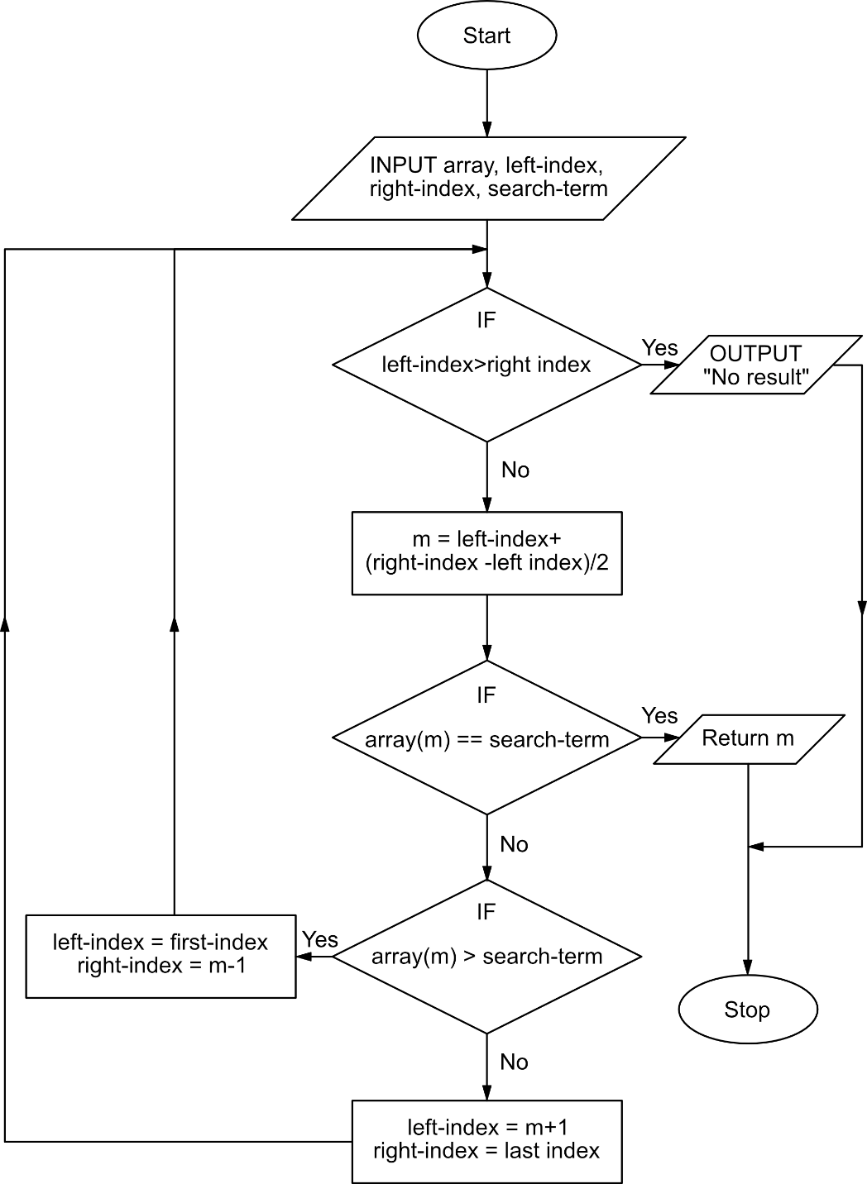 Start
INPUT array, left-index,
right-index, search-term
IF
left-index>right index
Yes
OUTPUT
"No result"
No
m = left-index+
(right-index -left index)/2
IF
array(m) == search-term
Yes
Return m
No
IF
array(m) > search-term
Yes
left-index = first-index
right-index = m-1
Stop
No
left-index = m+1
right-index = last index